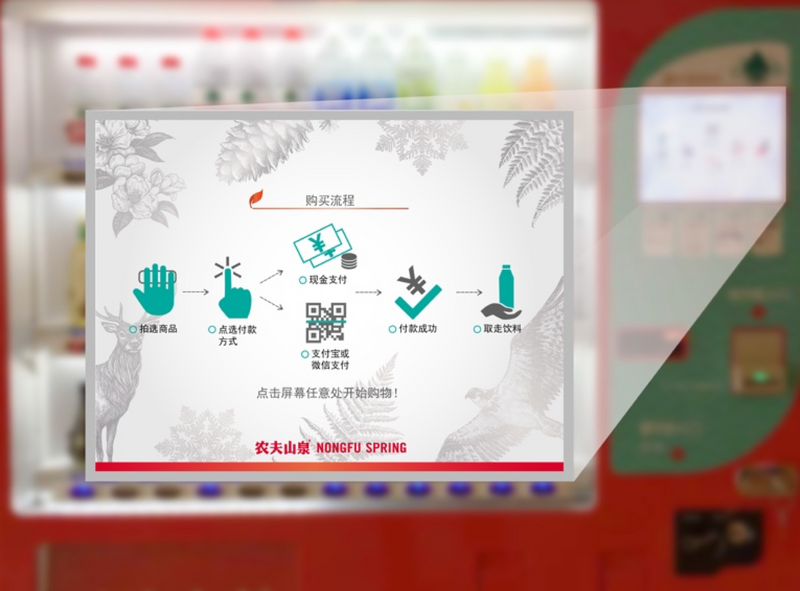 购买流程
现金支付
拍选商品
点选付款
方式
付款成功
取走饮料
支付宝或
微信支付
点击屏幕任意处开始购物!
农夫山泉 NONGFU SPRING